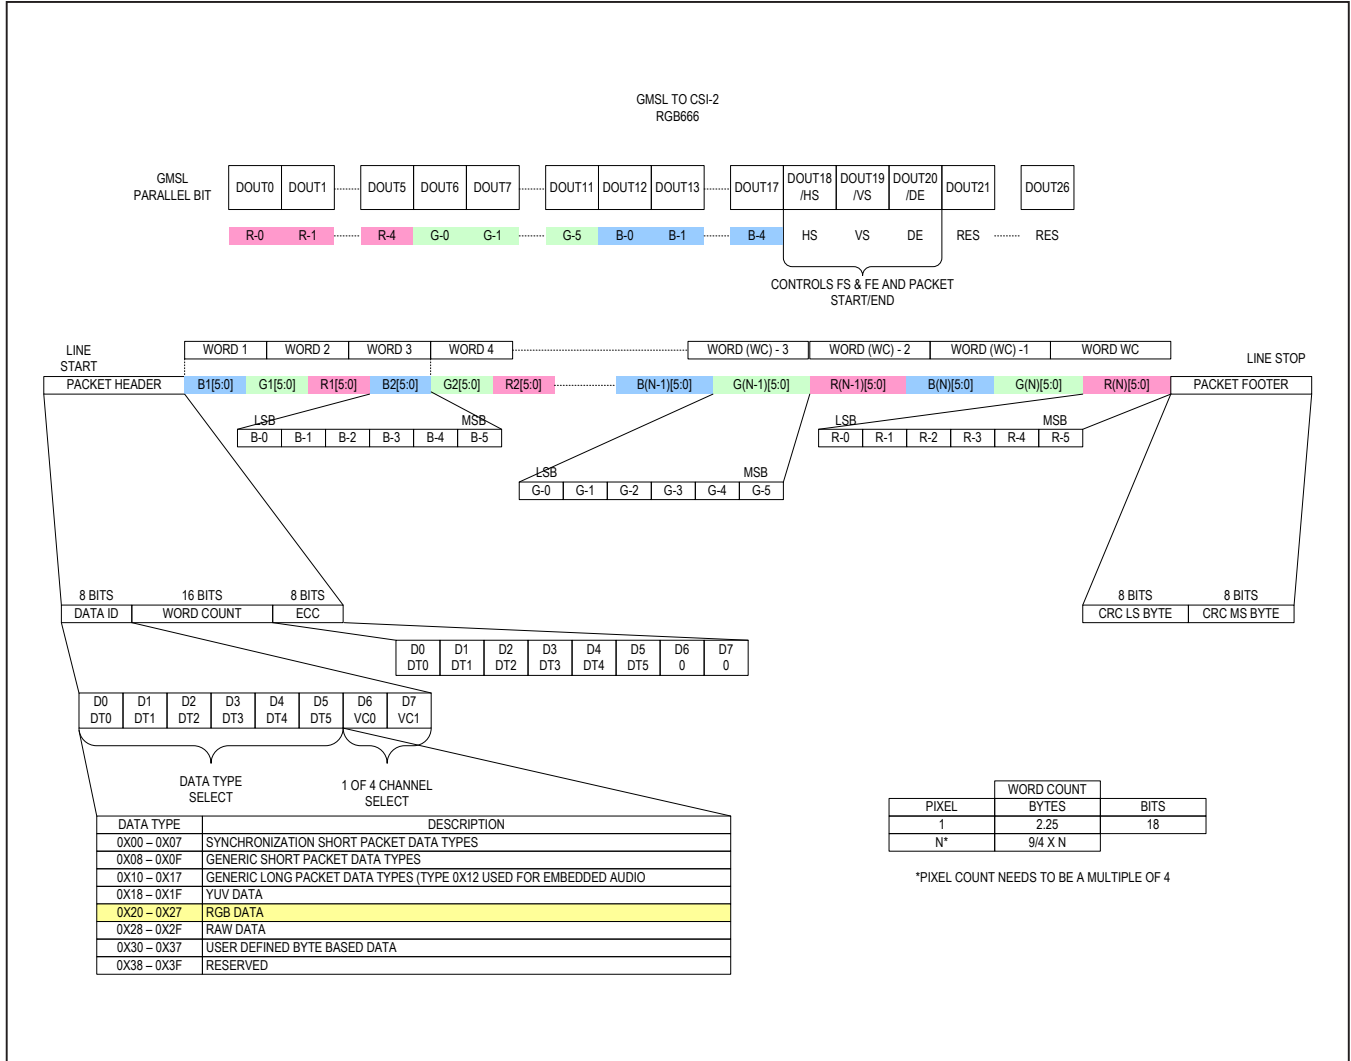 GMSL TO CSI-2
RGB666
GMSL
PARALLEL BIT
DOUT0 DOUT1 DOUT5 DOUT6 DOUT7 DOUT11 DOUT12 DOUT13 DOUT17 DOUT18 /HS DOUT19 /VS DOUT20 /DE DOUT21 DOUT26
R-0 R-1 R-4 G-0 G-1 G-5 B-0 B-1 B-4 HS VS DE RES RES
CONTROLS FS & FE AND PACKET
START/END
LINE
START
WORD 1 WORD 2 WORD 3 WORD 4 WORD (WC) - 3 WORD (WC) - 2 WORD (WC) -1 WORD WC
LINE STOP
PACKET HEADER B1[5:0] G1[5:0] R1[5:0] B2[5:0] G2[5:0] R2[5:0] B(N-1)[5:0] G(N-1)[5:0] R(N-1)[5:0] B(N)[5:0] G(N)[5:0] R(N)[5:0] PACKET FOOTER
LSB MSB
B-0 B-1 B-2 B-3 B-4 B-5
LSB MSB
R-0 R-1 R-2 R-3 R-4 R-5
LSB MSB
G-0 G-1 G-2 G-3 G-4 G-5
8 BITS 16 BITS 8 BITS
DATA ID WORD COUNT ECC
8 BITS 8 BITS
CRC LS BYTE CRC MS BYTE
D0 D1 D2 D3 D4 D5 D6 D7
DT0 DT1 DT2 DT3 DT4 DT5 0 0
D0 D1 D2 D3 D4 D5 D6 D7
DT0 DT1 DT2 DT3 DT4 DT5 VC0 VC1
DATA TYPE
SELECT
1 OF 4 CHANNEL
SELECT
DATA TYPE DESCRIPTION
0X00 – 0X07 SYNCHRONIZATION SHORT PACKET DATA TYPES
0X08 – 0X0F GENERIC SHORT PACKET DATA TYPES
0X10 – 0X17 GENERIC LONG PACKET DATA TYPES (TYPE 0X12 USED FOR EMBEDDED AUDIO
0X18 – 0X1F YUV DATA
0X20 – 0X27 RGB DATA
0X28 – 0X2F RAW DATA
0X30 – 0X37 USER DEFINED BYTE BASED DATA
0X38 – 0X3F RESERVED
WORD COUNT
PIXEL BYTES BITS
1 2.25 18
N* 9/4 X N
*PIXEL COUNT NEEDS TO BE A MULTIPLE OF 4